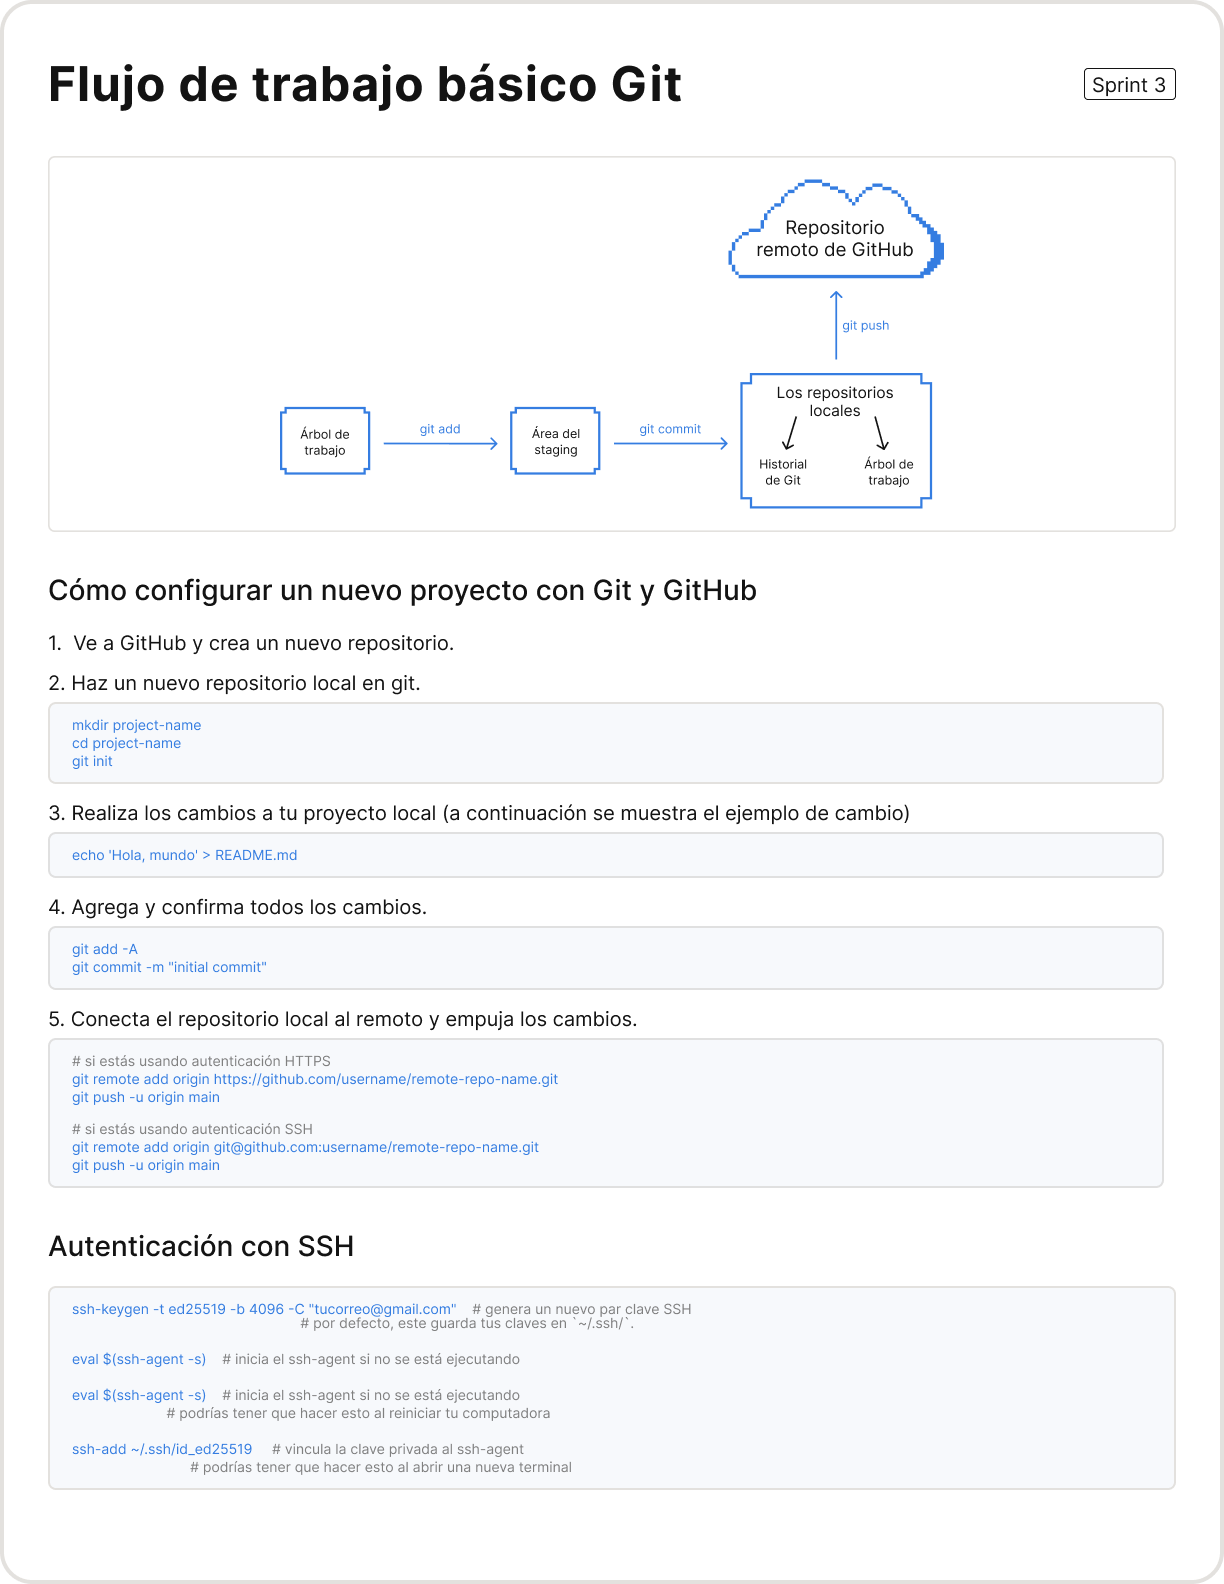 Flujo de trabajo básico Git
Sprint 3
Repositorio
remoto de GitHub
git push
Los repositorios
locales
Historial
de Git
Árbol de
trabajo
Árbol de
trabajo
git add
Área del
staging
git commit
Cómo configurar un nuevo proyecto con Git y GitHub
1. Ve a GitHub y crea un nuevo repositorio.
2. Haz un nuevo repositorio local en git.
mkdir project-name
cd project-name
git init
3. Realiza los cambios a tu proyecto local (a continuación se muestra el ejemplo de cambio)
echo 'Hola, mundo' > README.md
4. Agrega y confirma todos los cambios.
git add -A
git commit -m "initial commit"
5. Conecta el repositorio local al remoto y empuja los cambios.
# si estás usando autenticación HTTPS
git remote add origin https://github.com/username/remote-repo-name.git
git push -u origin main
# si estás usando autenticación SSH
git remote add origin git@github.com:username/remote-repo-name.git
git push -u origin main
Autenticación con SSH
ssh-keygen -t ed25519 -b 4096 -C "tucorreo@gmail.com" # genera un nuevo par clave SSH
# por defecto, este guarda tus claves en `~/.ssh/`.
eval $(ssh-agent -s) # inicia el ssh-agent si no se está ejecutando
eval $(ssh-agent -s) # inicia el ssh-agent si no se está ejecutando
# podrías tener que hacer esto al reiniciar tu computadora
ssh-add ~/.ssh/id_ed25519 # vincula la clave privada al ssh-agent
# podrías tener que hacer esto al abrir una nueva terminal